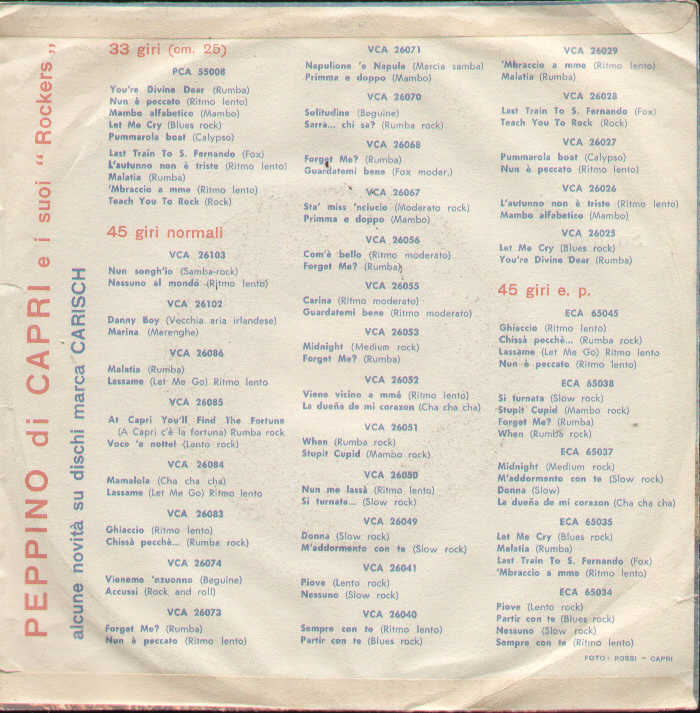 PEPPINO di CAPRI e i suoi “ Rockers „
alcune novità su dischi marca CARISCH
33 giri (cm. 25)
PCA 55008
You're Divine Dear (Rumba)
Nun è peccato (Ritmo lento)
Mambo alfabetico (Mambo)
Let Me Cry (Blues rock)
Pummarola boat (Calypso)
Last Train To S. Fernando (Fox)
L'autunno non è triste (Ritmo lento)
Malatia (Rumba)
'Mbraccio a mme (Ritmo lento)
Teach You To Rock (Rock)
45 giri normali
VCA 26103
Nun songh'io (Samba-rock)
Nessuno al mondo (Ritmo lento)
VCA 26102
Danny Boy (Vecchia aria irlandese)
Marina (Merenghe)
VCA 26086
Malatia (Rumba)
Lassame (Let Me Go) Ritmo lento
VCA 26085
At Capri You'll Find The Fortune
(A Capri c'è la fortuna) Rumba rock
Voce 'e notte! (Lento rock)
VCA 26084
Mamalola (Cha cha cha)
Lassame (Let Me Go) Ritmo lento
VCA 26083
Ghiaccio (Ritmo lento)
Chissà pecchè... (Rumba rock)
VCA 26074
Vieneme 'nzuonno (Beguine)
Accussì (Rock and roll)
VCA 26073
Forget Me? (Rumba)
Nun è peccato (Ritmo lento)
VCA 26071
Napulione 'e Napule (Marcia samba)
Primma e doppo (Mambo)
VCA 26070
Solitudine (Beguine)
Sarrà... chi sa? (Rumba rock)
VCA 26068
Forget Me? (Rumba)
Guardatemi bene (Fox moder.)
VCA 26067
Sta' miss 'nciucio (Moderato rock)
Primma e doppo (Mambo)
VCA 26056
Com'è bello (Ritmo moderato)
Forget Me? (Rumba)
VCA 26055
Carina (Ritmo moderato)
Guardatemi bene (Ritmo moderato)
VCA 26053
Midnight (Medium rock)
Forget Me? (Rumba)
VCA 26052
Viene vicino a mmé (Ritmo lento)
La dueña de mi corazon (Cha cha cha)
VCA 26051
When (Rumba rock)
Stupit Cupid (Mambo rock)
VCA 26050
Nun me lassà (Ritmo lento)
Si turnata... (Slow rock)
VCA 26049
Donna (Slow rock)
M'addormento con te (Slow rock)
VCA 26041
Piove (Lento rock)
Nessuno (Slow rock)
VCA 26040
Sempre con te (Ritmo lento)
Partir con te (Blues rock)
VCA 26029
'Mbraccio a mme (Ritmo lento)
Malatia (Rumba)
VCA 26028
Last Train To S. Fernando (Fox)
Teach You To Rock (Rock)
VCA 26027
Pummarola boat (Calypso)
Nun è peccato (Ritmo lento)
VCA 26026
L'autunno non è triste (Ritmo lento)
Mambo alfabetico (Mambo)
VCA 26025
Let Me Cry (Blues rock)
You're Divine Dear (Rumba)
45 giri e. p.
ECA 65045
Ghiaccio (Ritmo lento)
Chissà pecchè... (Rumba rock)
Lassame (Let Me Go) Ritmo lento
Nun è peccato (Ritmo lento)
ECA 65038
Si turnata (Slow rock)
Stupit Cupid (Mambo rock)
Forget Me? (Rumba)
When (Rumba rock)
ECA 65037
Midnight (Medium rock)
M'addormento con te (Slow rock)
Donna (Slow)
La dueña de mi corazon (Cha cha cha)
ECA 65035
Let Me Cry (Blues rock)
Malatia (Rumba)
Last Train To S. Fernando (Fox)
'Mbraccio a mme (Ritmo lento)
ECA 65034
Piove (Lento rock)
Partir con te (Blues rock)
Nessuno (Slow rock)
Sempre con te (Ritmo lento)
FOTO: ROSSI - CAPRI